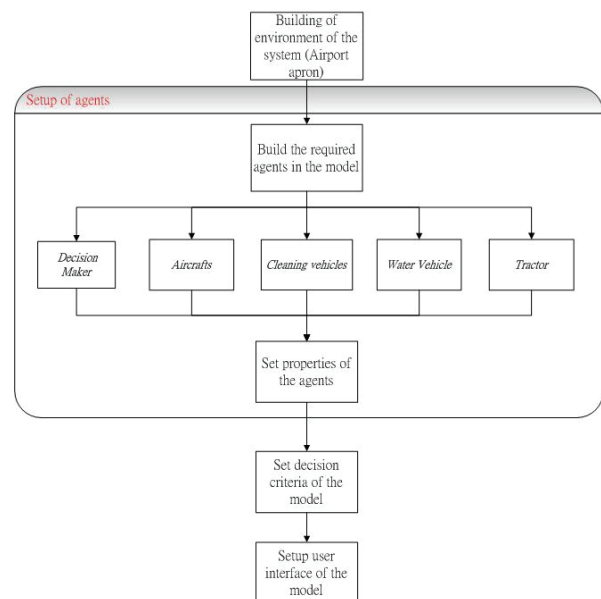 Building of
environment of the
system (Airport
apron)
Setup of agents
Build the required
agents in the model
Decision
Maker
Aircrafts
Cleaning vehicles
Water Vehicle
Tractor
Set properties of
the agents
Set decision
criteria of the
model
Setup user
interface of the
model